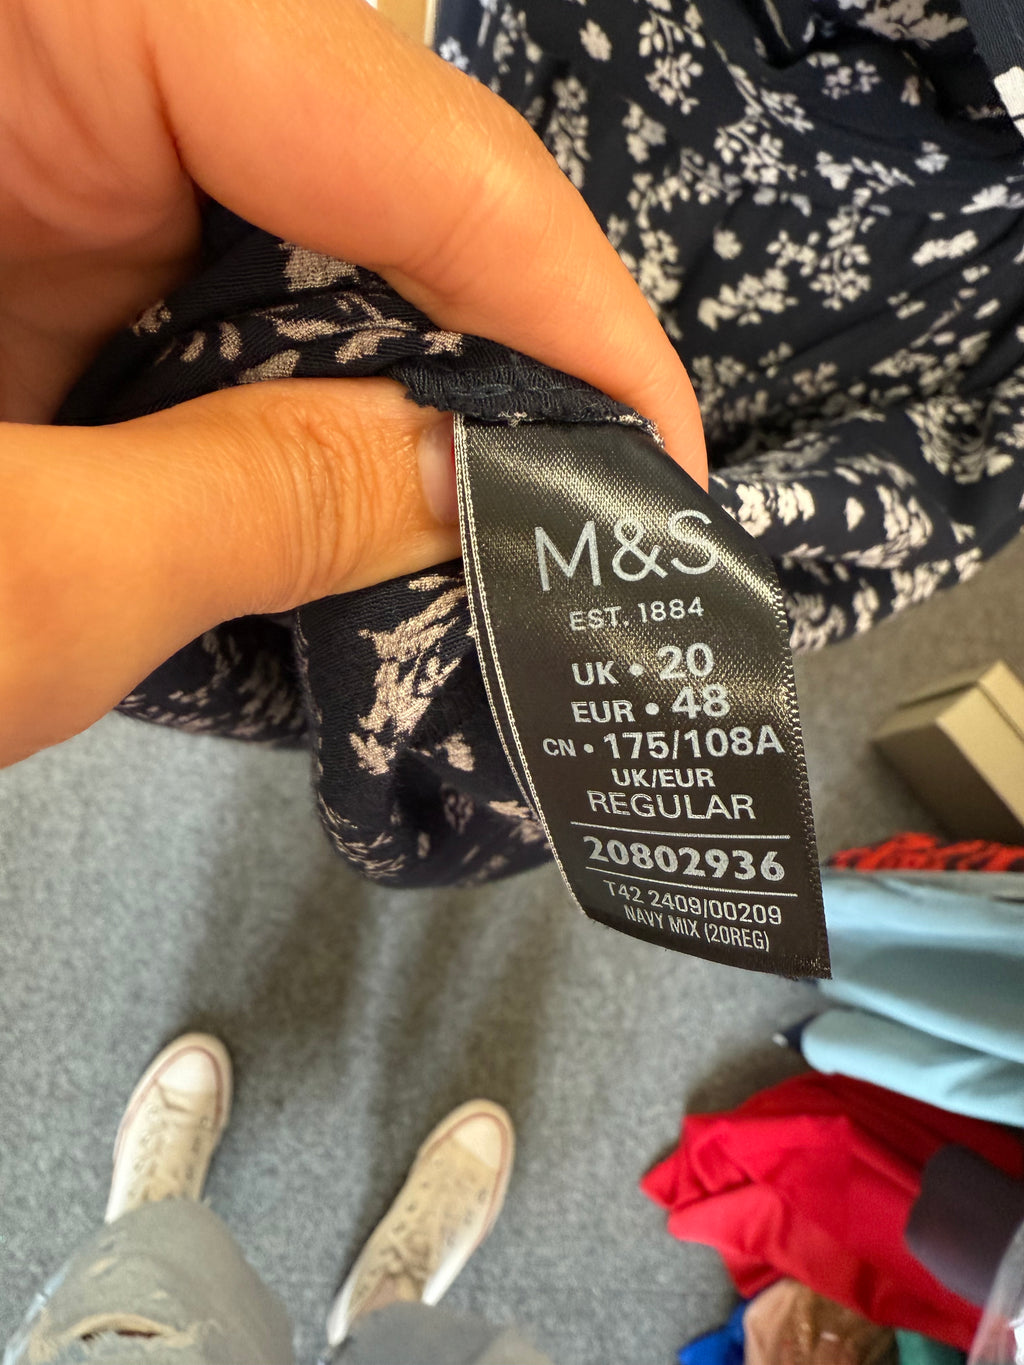 M&S
EST. 1884
UK • 20
EUR • 48
CN • 175/108A
UK/EUR
REGULAR
20802936
T42 2409/00209
NAVY MIX (20REG)